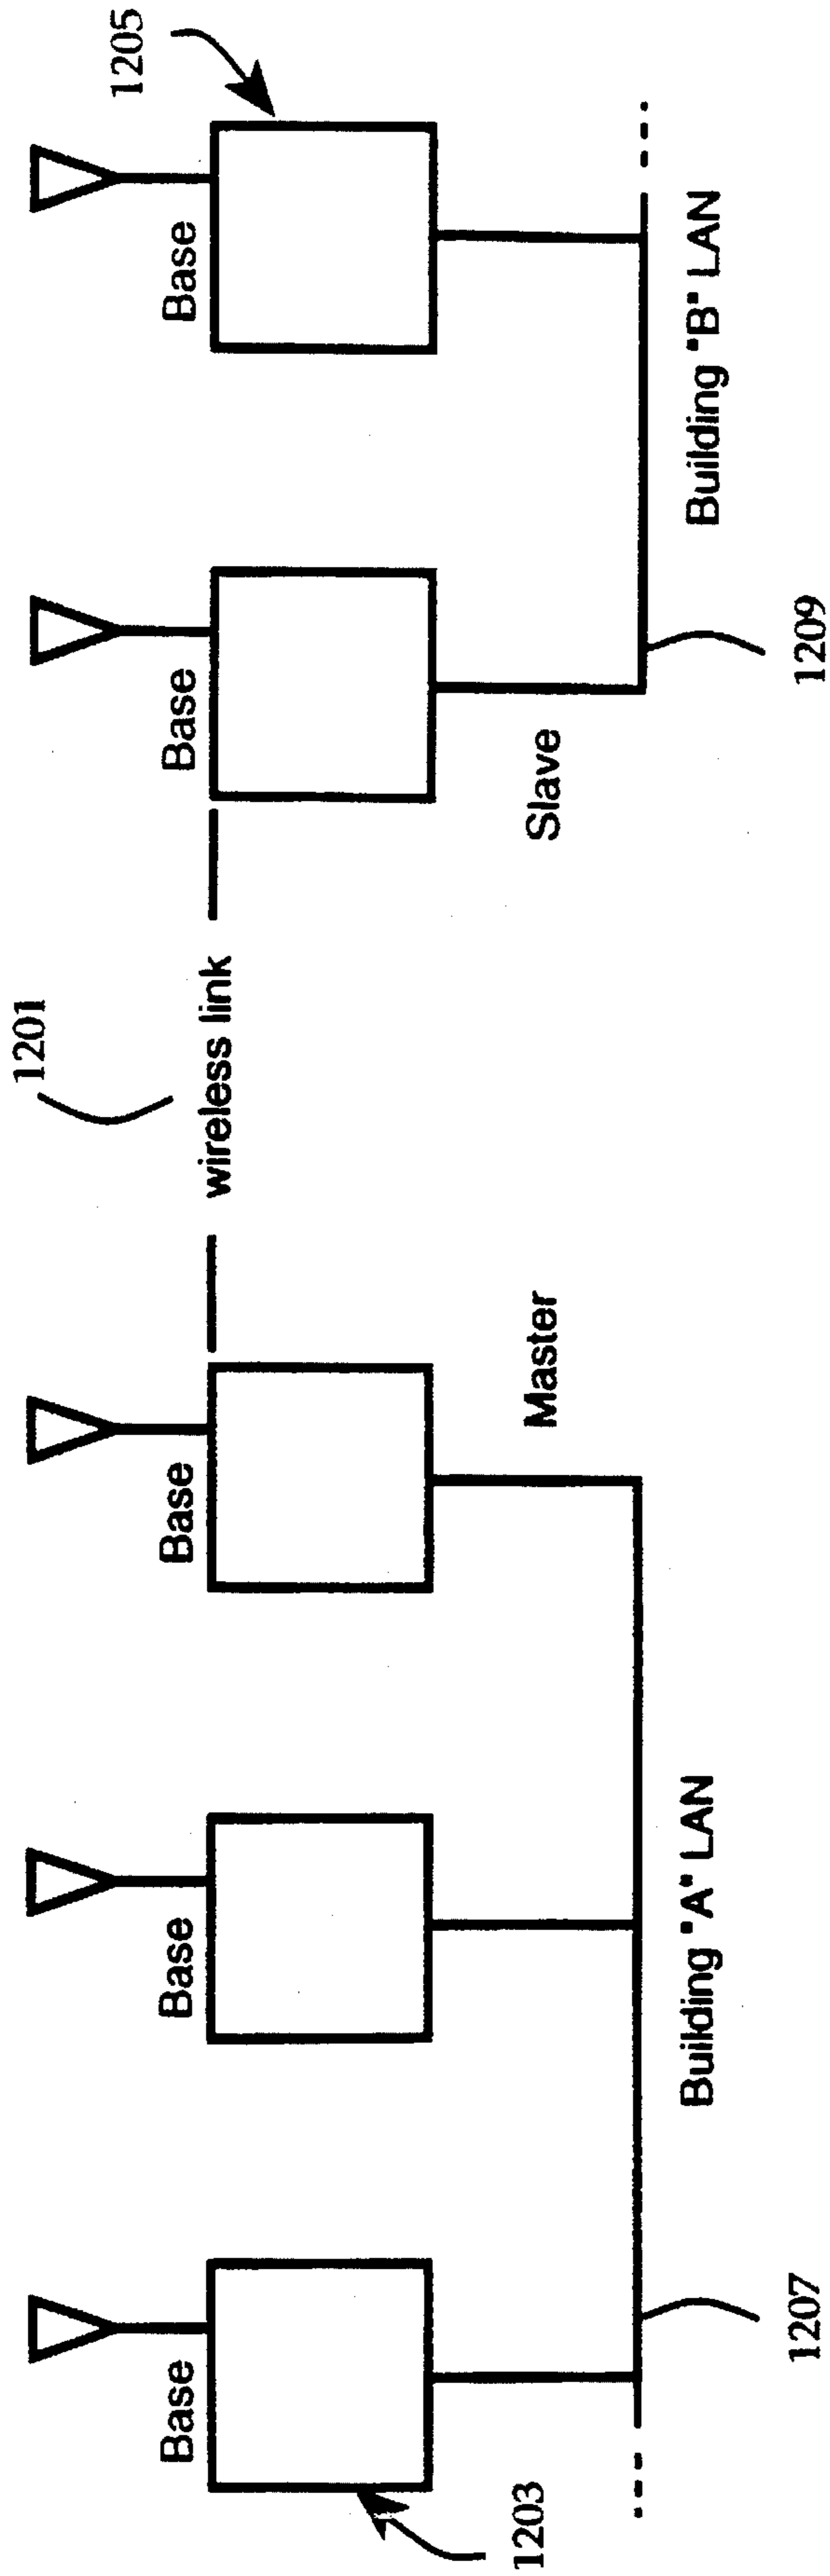 1201
1205
Base
Base
Base
wireless link
Base
Base
1203
Master
Slave
Building "A" LAN
Building "B" LAN
1207
1209